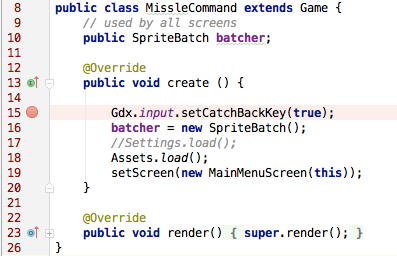 8 public class MissleCommand extends Game {
9 // used by all screens
10 public SpriteBatch batcher;
11
12 @Override
13 public void create () {
14
15 Gdx.input.setCatchBackKey(true);
16 batcher = new SpriteBatch();
17 //Settings.load();
18 Assets.load();
19 setScreen(new MainMenuScreen(this));
20 }
21
22 @Override
23 public void render() { super.render(); }
26 }